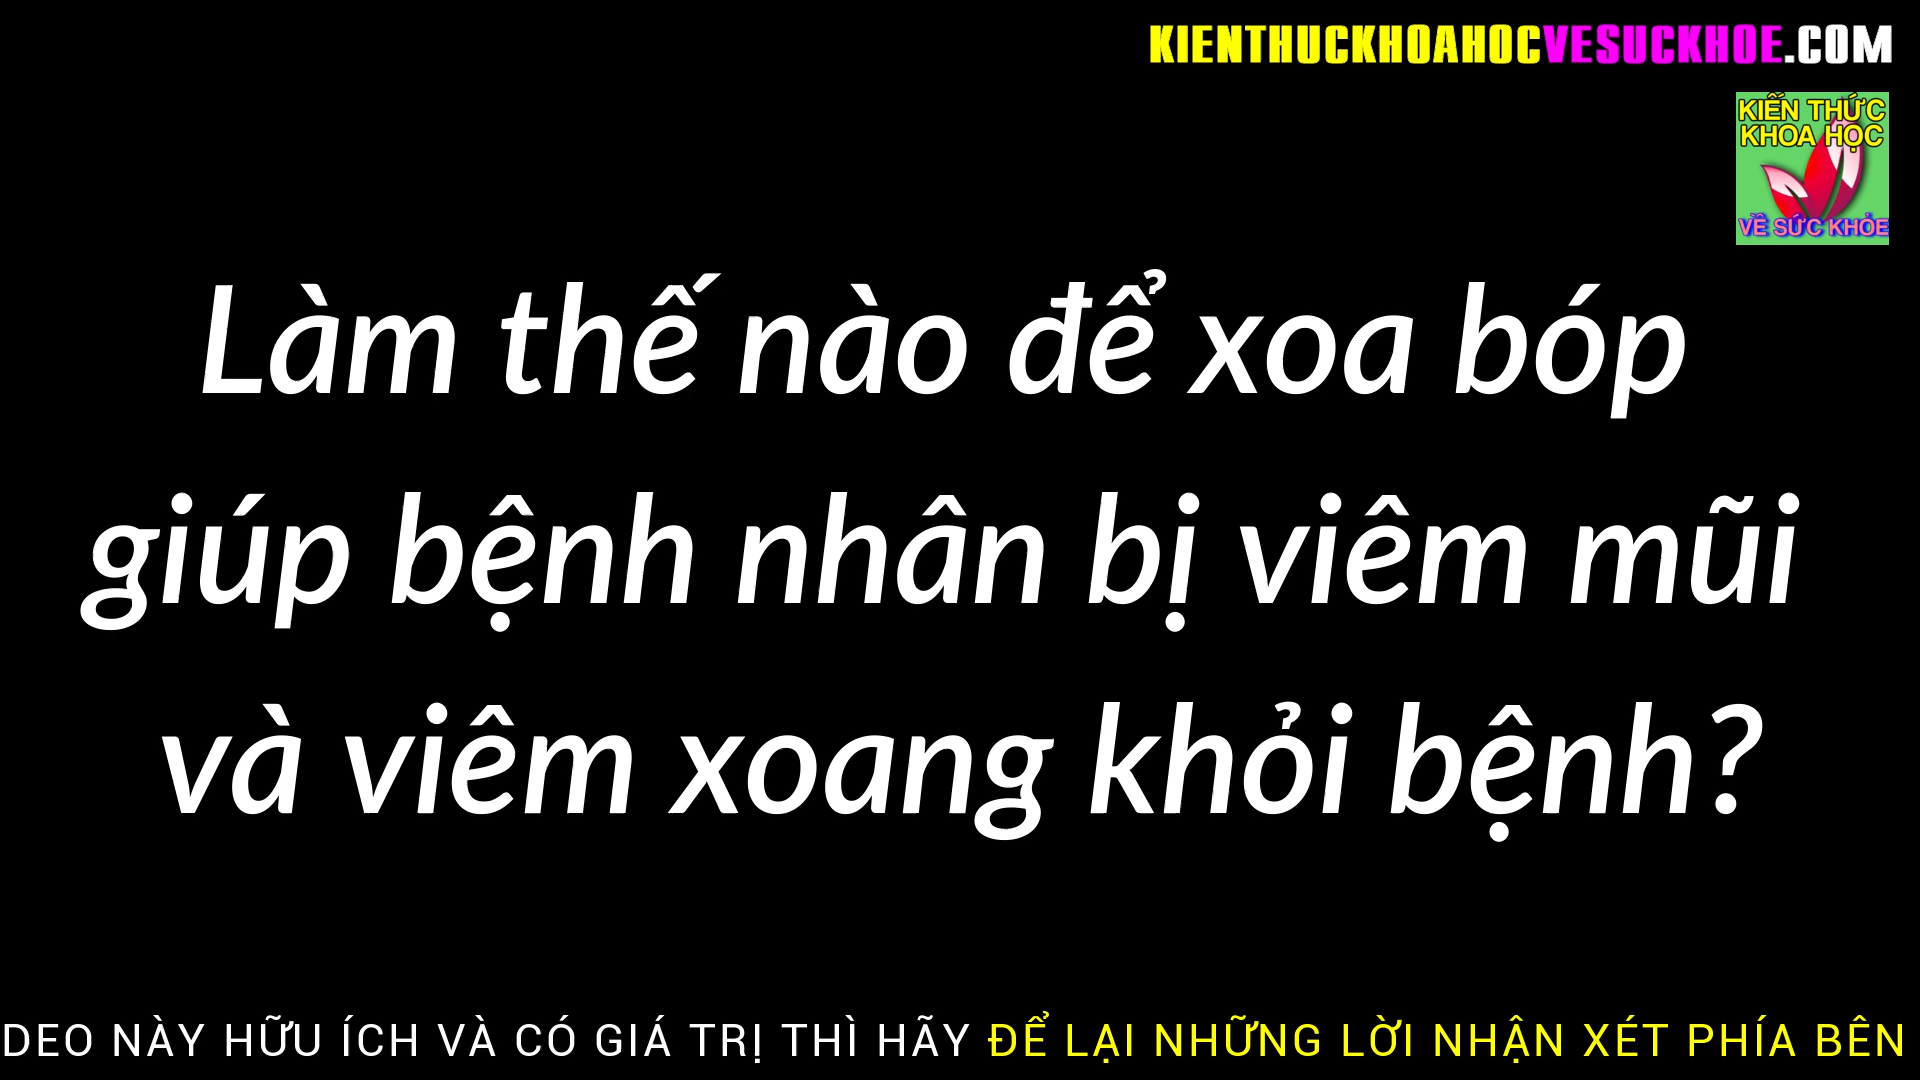 KIENTHUCKHOAHOCVESUCKHOE.COM
KIẾN THỨC
KHOA HỌC
VỀ SỨC KHỎE
Làm thế nào để xoa bóp
giúp bệnh nhân bị viêm mũi
và viêm xoang khỏi bệnh?
DEO NÀY HỮU ÍCH VÀ CÓ GIÁ TRỊ THÌ HÃY ĐỂ LẠI NHỮNG LỜI NHẬN XÉT PHÍA BÊN